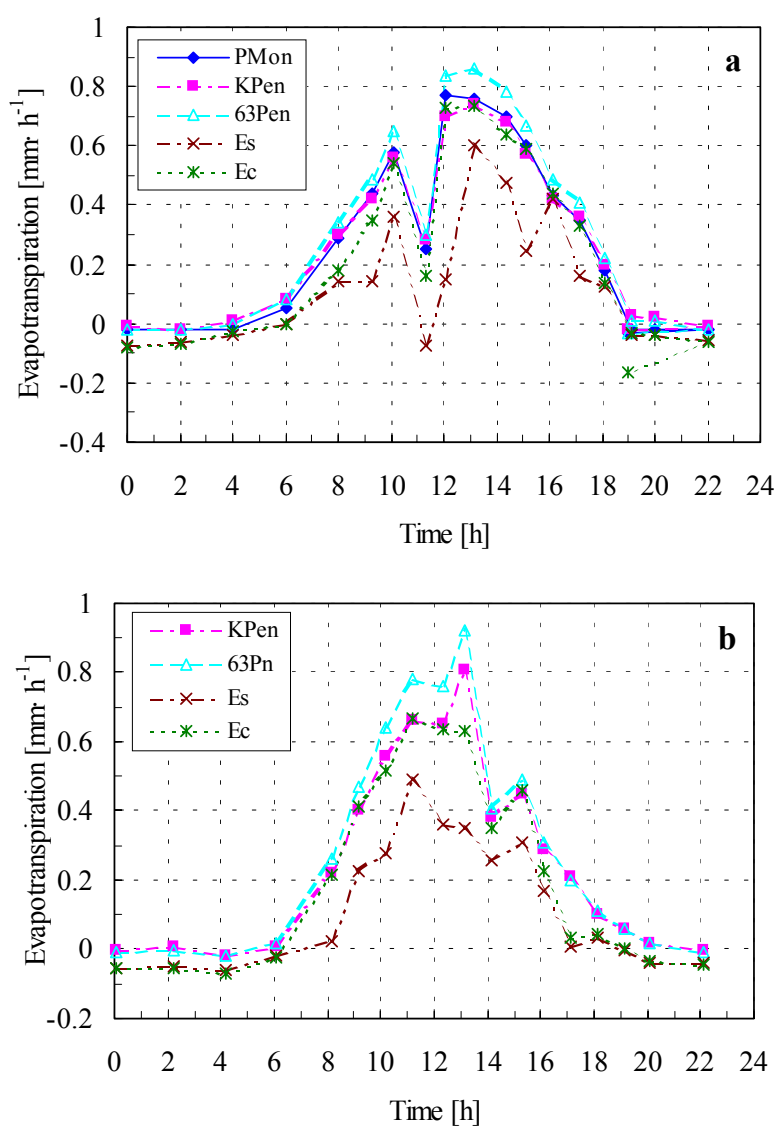 a
PMon
KPen
63Pen
Es
Ec
Evapotranspiration [mm· h⁻¹]
1
0.8
0.6
0.4
0.2
0
-0.2
-0.4
0 2 4 6 8 10 12 14 16 18 20 22 24
Time [h]
b
KPen
63Pn
Es
Ec
Evapotranspiration [mm· h⁻¹]
1
0.8
0.6
0.4
0.2
0
-0.2
0 2 4 6 8 10 12 14 16 18 20 22 24
Time [h]